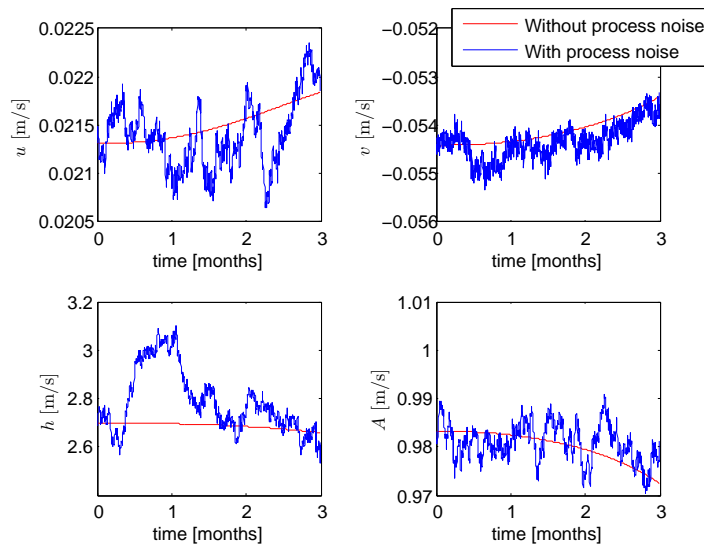 Without process noise
With process noise
0.0225
0.022
0.0215
0.021
0.0205
u [m/s]
0 1 2 3
time [months]
−0.052
−0.053
−0.054
−0.055
−0.056
v [m/s]
0 1 2 3
time [months]
3.2
3
2.8
2.6
h [m/s]
0 1 2 3
time [months]
1.01
1
0.99
0.98
0.97
A [m/s]
0 1 2 3
time [months]